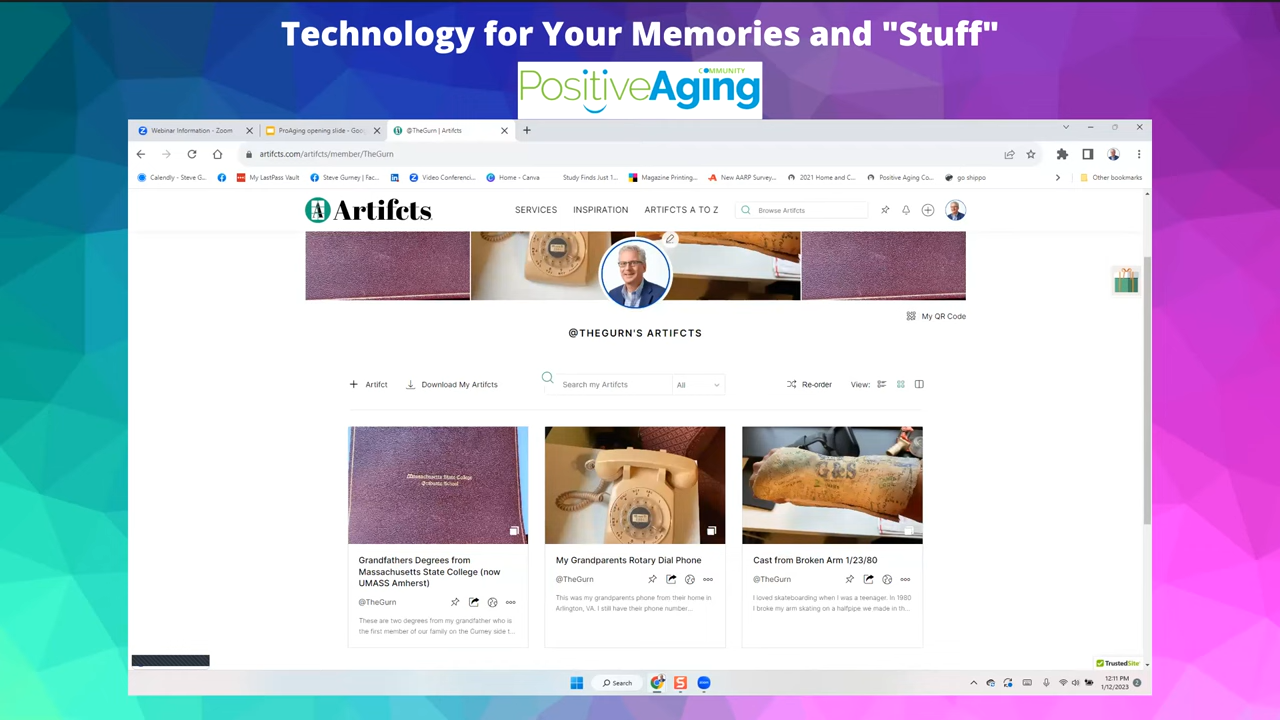 Technology for Your Memories and "Stuff"
COMMUNITY
PositiveAging
Webinar Information - Zoom
ProAging opening slide - Goo
@TheGurn | Artifcts
artifcts.com/artifcts/member/TheGurn
Calendly - Steve G...
My LastPass Vault
Steve Gurney | Fac...
Video Conferenci...
Home - Canva
Study Finds Just 1...
Magazine Printing...
New AARP Survey...
2021 Home and C...
Positive Aging Co...
go shippo
Other bookmarks
Artifcts
SERVICES
INSPIRATION
ARTIFCTS A TO Z
Browse Artifcts
My QR Code
@THEGURN'S ARTIFCTS
+ Artifct
Download My Artifcts
Search my Artifcts
All
Re-order
View:
Massachusetts State College
G&S
Grandfathers Degrees from
Massachusetts State College (now
UMASS Amherst)
@TheGurn
These are two degrees from my grandfather who is
the first member of our family on the Gurney side t...
My Grandparents Rotary Dial Phone
@TheGurn
This was my grandparents phone from their home in
Arlington, VA. I still have their phone number...
Cast from Broken Arm 1/23/80
@TheGurn
I loved skateboarding when I was a teenager. In 1980
I broke my arm skating on a halfpipe we made in th...
TrustedSite
Search
12:11 PM
1/12/2023
2